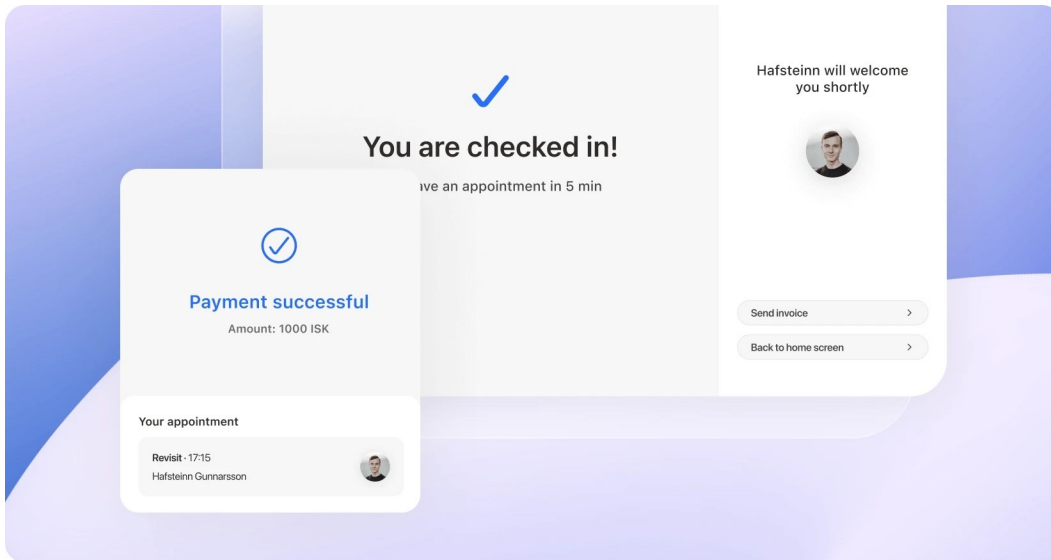 You are checked in!
ave an appointment in 5 min
Hafsteinn will welcome
you shortly
Send invoice
Back to home screen
Payment successful
Amount: 1000 ISK
Your appointment
Revisit · 17:15
Hafsteinn Gunnarsson